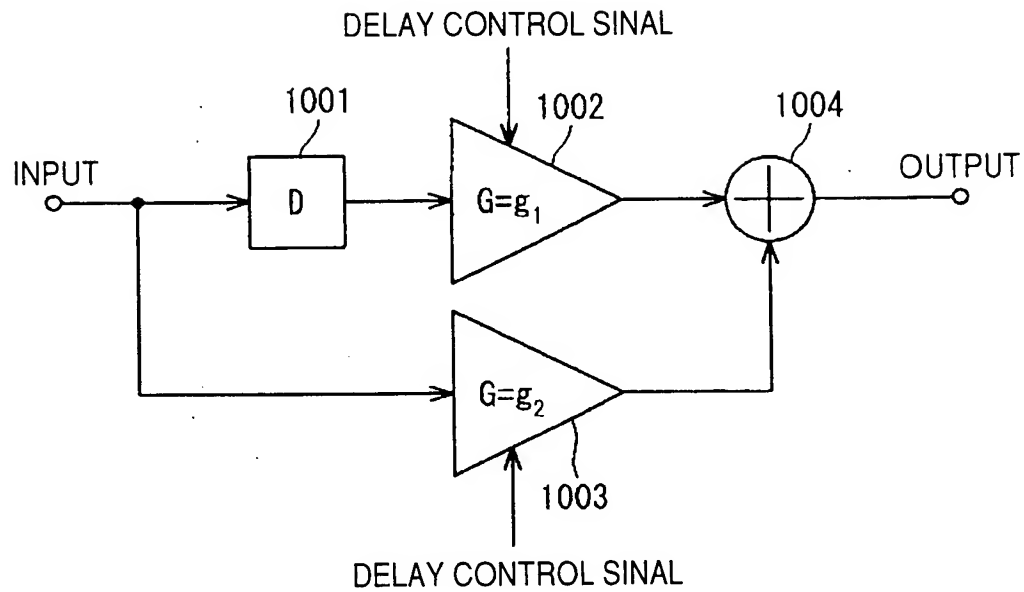 DELAY CONTROL SINAL
1001
1002
1004
INPUT
OUTPUT
D
G=g₁
G=g₂
1003
DELAY CONTROL SINAL